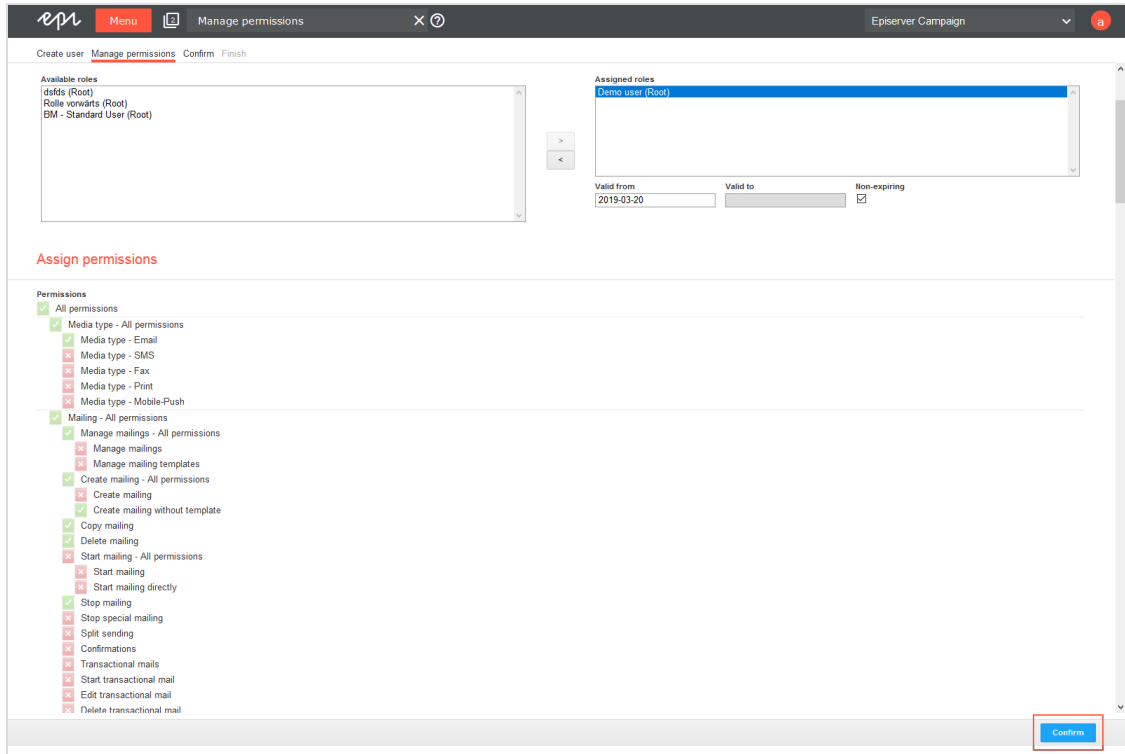 epi Menu 2 Manage permissions Episerver Campaign a
Create user Manage permissions Confirm Finish
Available roles
dsfds (Root)
Rolle vorwärts (Root)
BM - Standard User (Root)
>
<
Assigned roles
Demo user (Root)
Valid from Valid to Non-expiring
2019-03-20
Assign permissions
Permissions
All permissions
Media type - All permissions
Media type - Email
Media type - SMS
Media type - Fax
Media type - Print
Media type - Mobile-Push
Mailing - All permissions
Manage mailings - All permissions
Manage mailings
Manage mailing templates
Create mailing - All permissions
Create mailing
Create mailing without template
Copy mailing
Delete mailing
Start mailing - All permissions
Start mailing
Start mailing directly
Stop mailing
Stop special mailing
Split sending
Confirmations
Transactional mails
Start transactional mail
Edit transactional mail
Delete transactional mail
Confirm